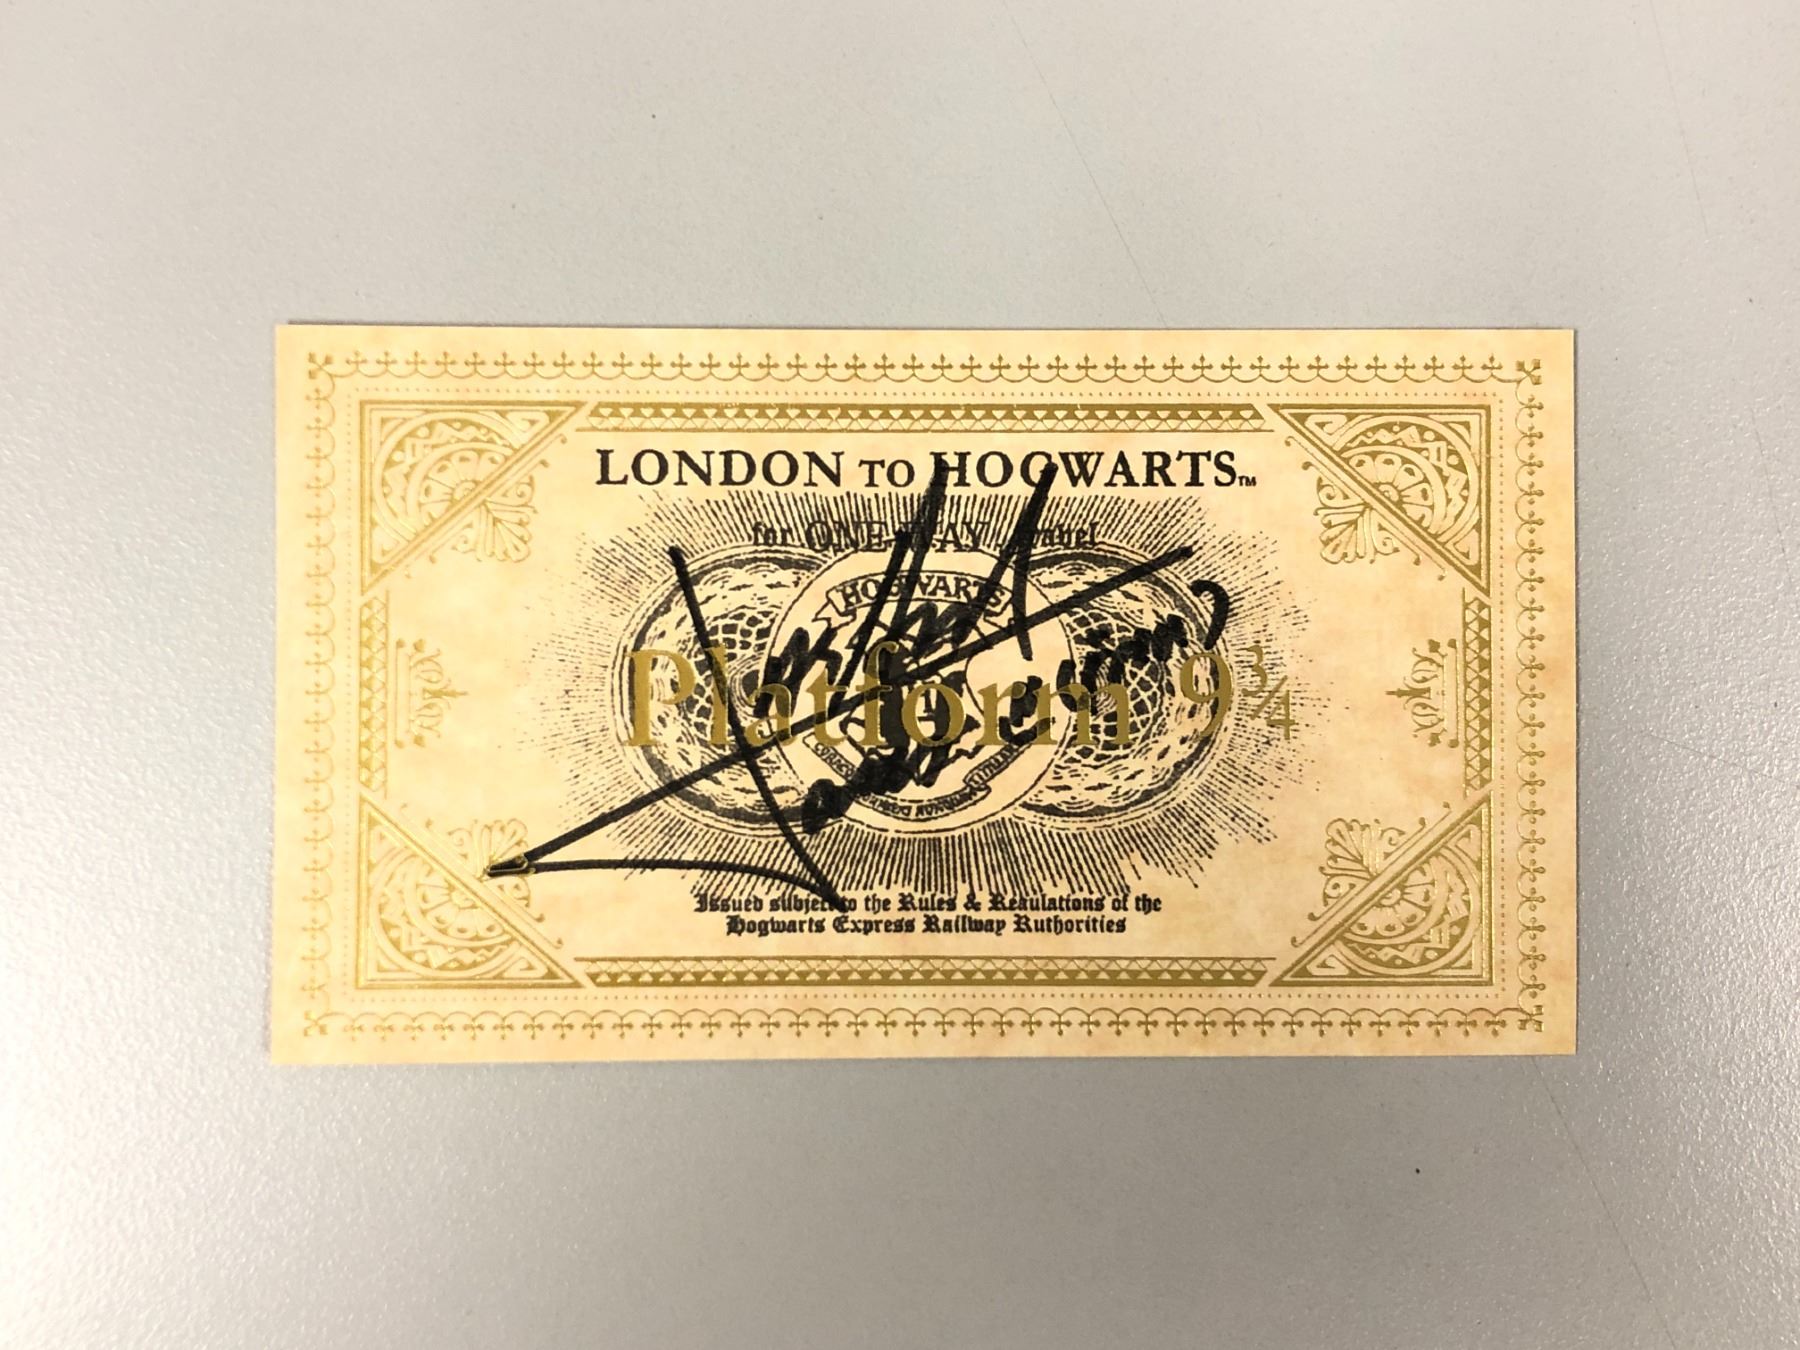 LONDON TO HOGWARTS™
for ONE WAY travel
HOGWARTS
Platform 9¾
Issued subject to the Rules & Regulations of the
Hogwarts Express Railway Authorities